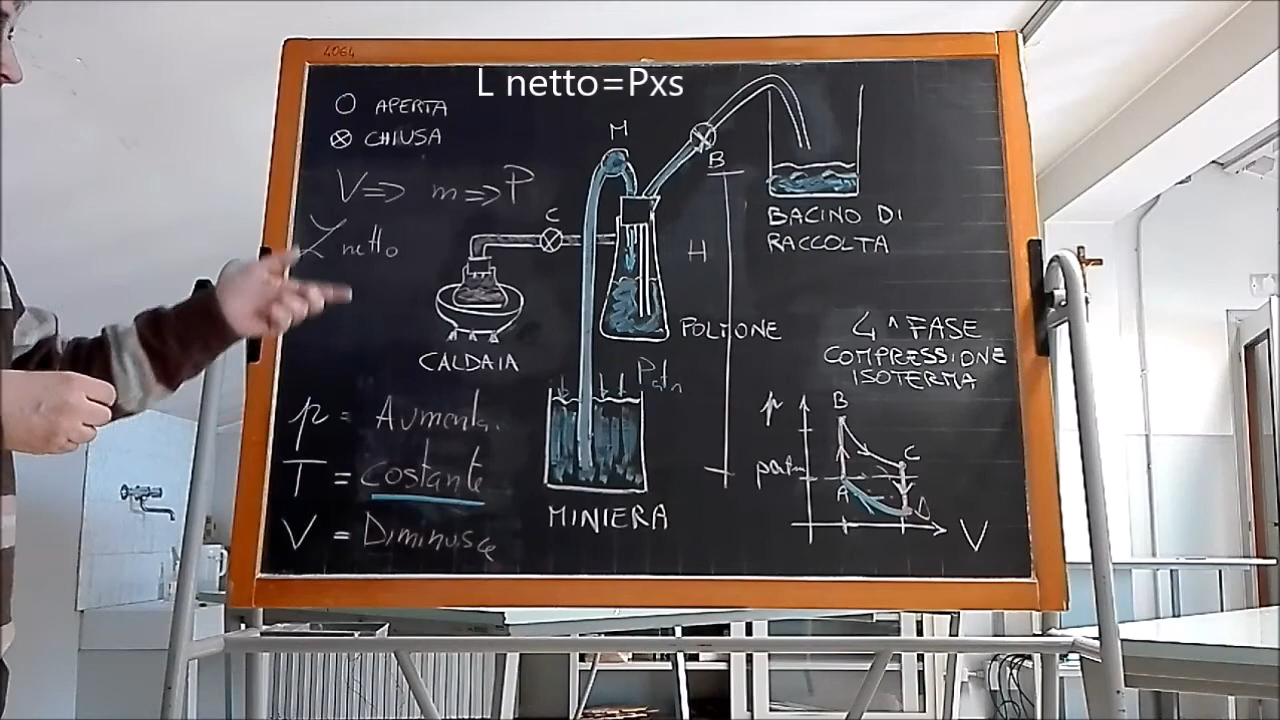 4064
L netto=Pxs
O APERTA
⊗ CHIUSA
V ⇒ m ⇒ P
L netto
M
B
C
H
BACINO DI
RACCOLTA
POLMONE
CALDAIA
Patm
MINIERA
p = Aumenta.
T = costante
V = Diminuisce
4^ FASE
COMPRESSIONE
ISOTERMA
p
B
C
patm
A
D
V